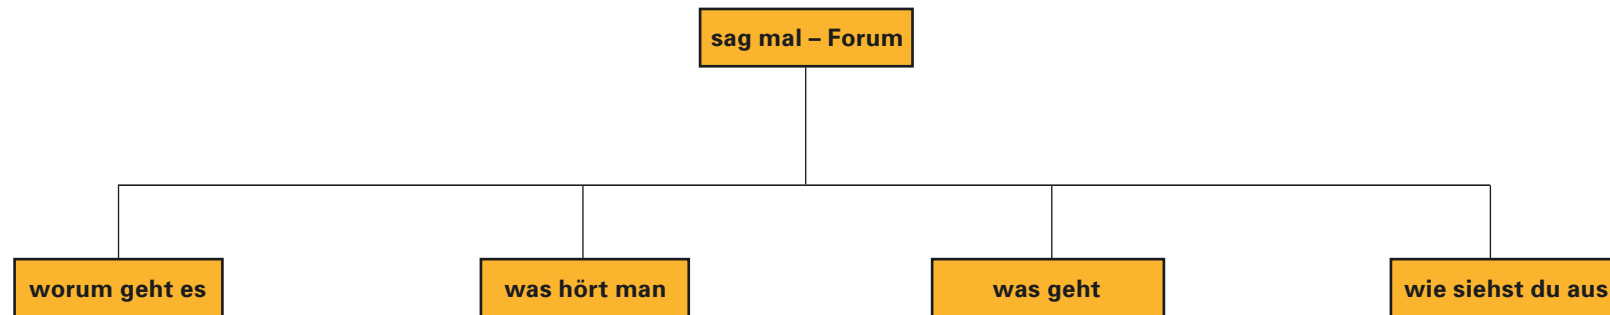 sag mal – Forum
worum geht es
was hört man
was geht
wie siehst du aus